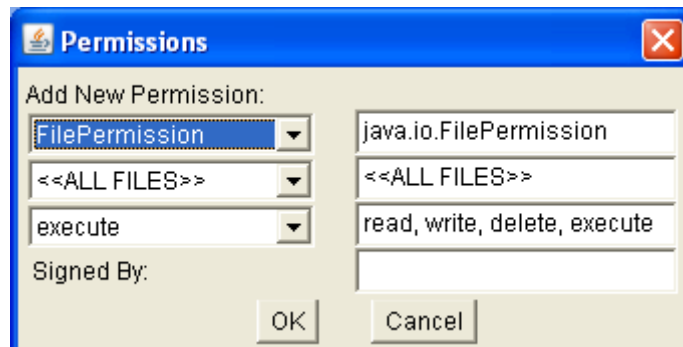 Permissions
Add New Permission:
FilePermission java.io.FilePermission
<<ALL FILES>> <<ALL FILES>>
execute read, write, delete, execute
Signed By:
OK Cancel